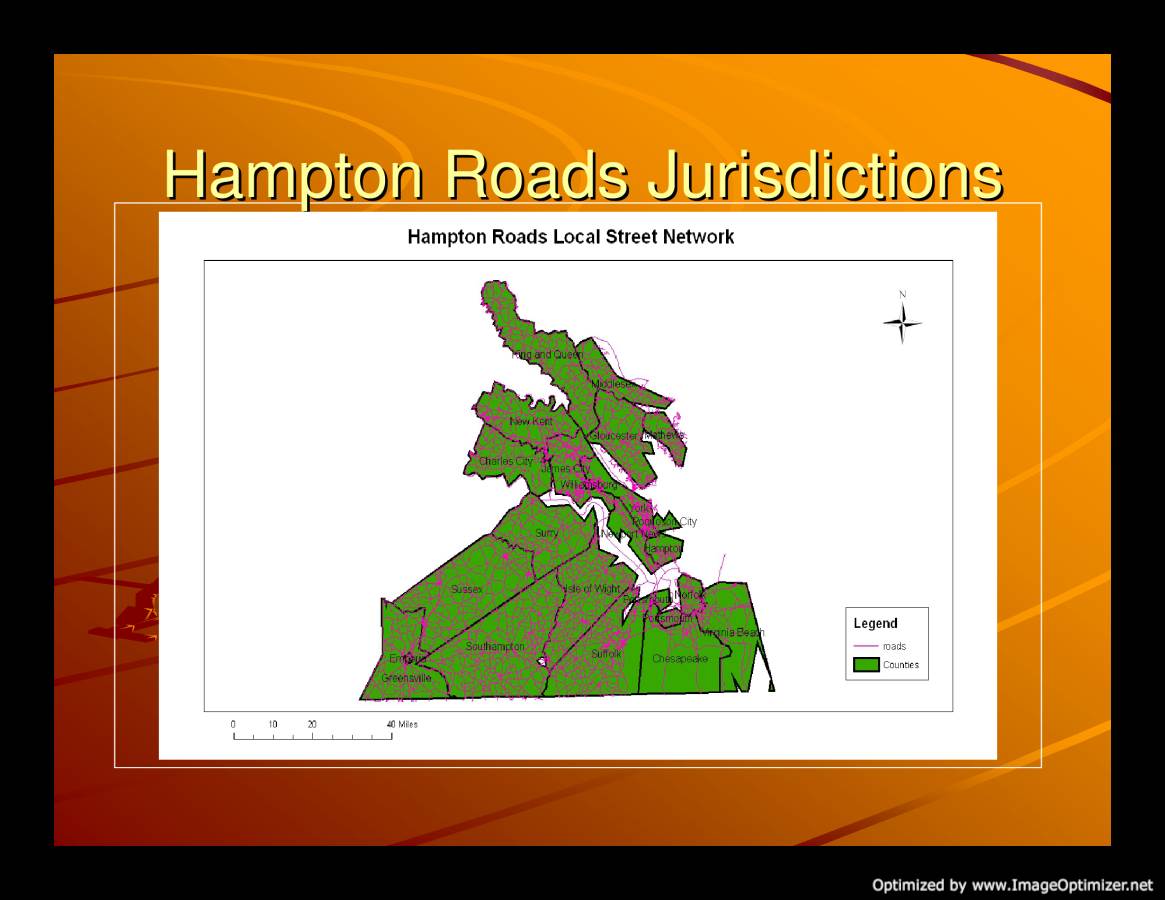 Hampton Roads Jurisdictions
Hampton Roads Local Street Network
N
King and Queen
Middlesex
New Kent
Gloucester
Mathews
Charles City
James City
Williamsburg
York
Poquoson City
Surry
Newport News
Hampton
Sussex
Isle of Wight
Norfolk
Portsmouth
Portsmouth
Virginia Beach
Southampton
Suffolk
Chesapeake
Emporia
Greensville
Legend
roads
Counties
0 10 20 40 Miles
Optimized by www.ImageOptimizer.net